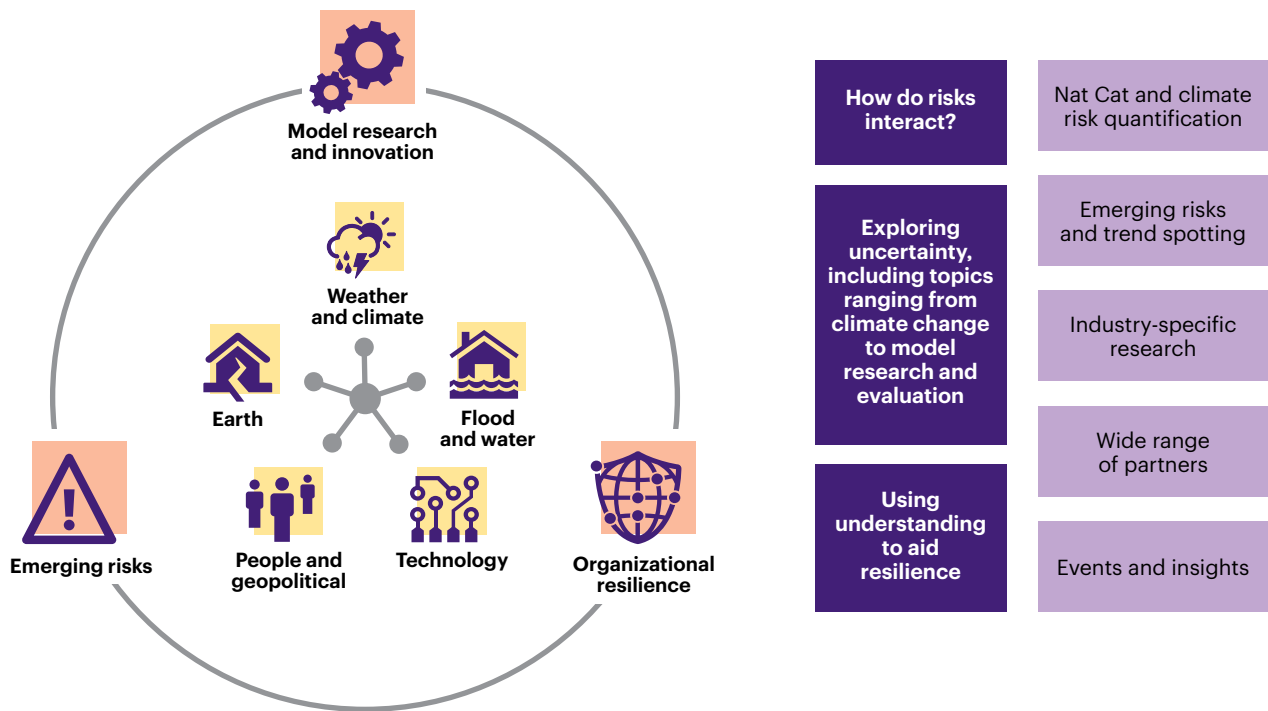 Model research
and innovation
Weather
and climate
Earth
Flood
and water
People and
geopolitical
Technology
Emerging risks
Organizational
resilience
How do risks
interact?
Exploring
uncertainty,
including topics
ranging from
climate change
to model
research and
evaluation
Using
understanding
to aid
resilience
Nat Cat and climate
risk quantification
Emerging risks
and trend spotting
Industry-specific
research
Wide range
of partners
Events and insights